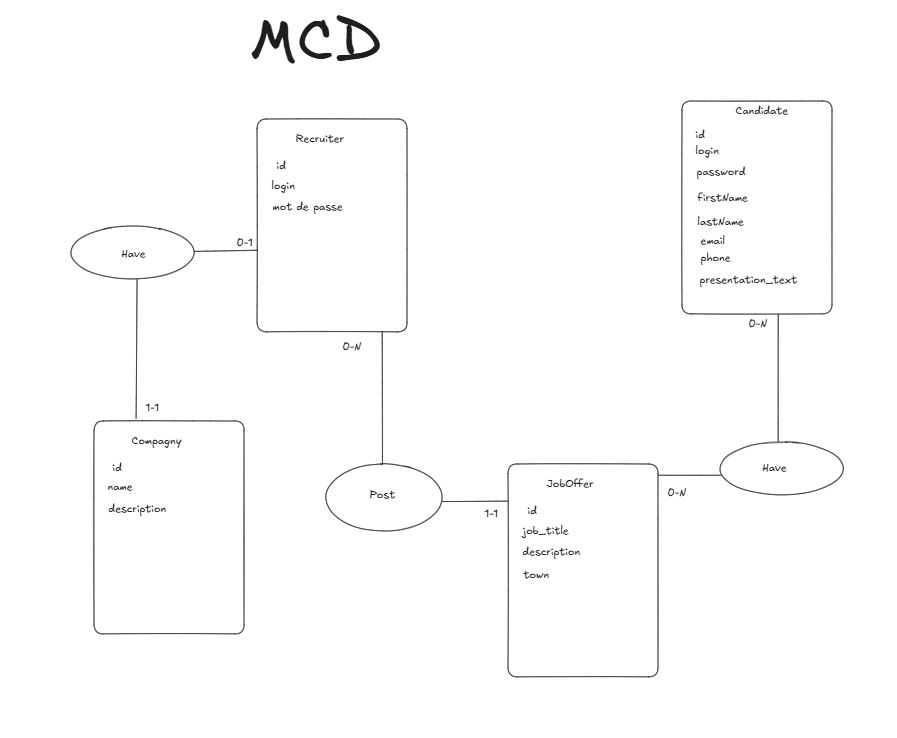 MCD
Recruiter
id
login
mot de passe
Candidate
id
login
password
firstName
lastName
email
phone
presentation_text
Have
0-1
0-N
0-N
1-1
Compagny
id
name
description
Post
1-1
JobOffer
id
job_title
description
town
0-N
Have